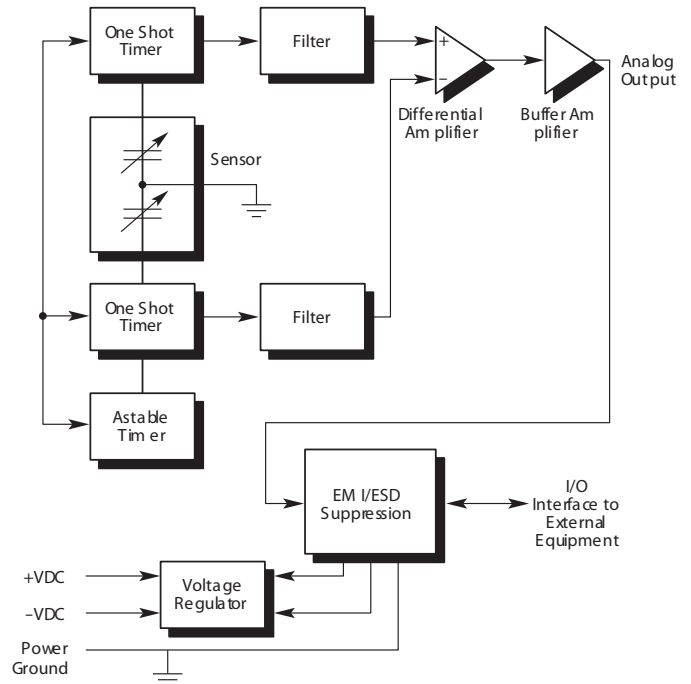 One Shot
Timer
Filter
+
−
Differential
Am plifier
Buffer Am
plifier
Analog
Output
Sensor
One Shot
Timer
Filter
Astable
Tim er
EM I/ESD
Suppression
I/O
Interface to
External
Equipment
+VDC
−VDC
Voltage
Regulator
Power
Ground